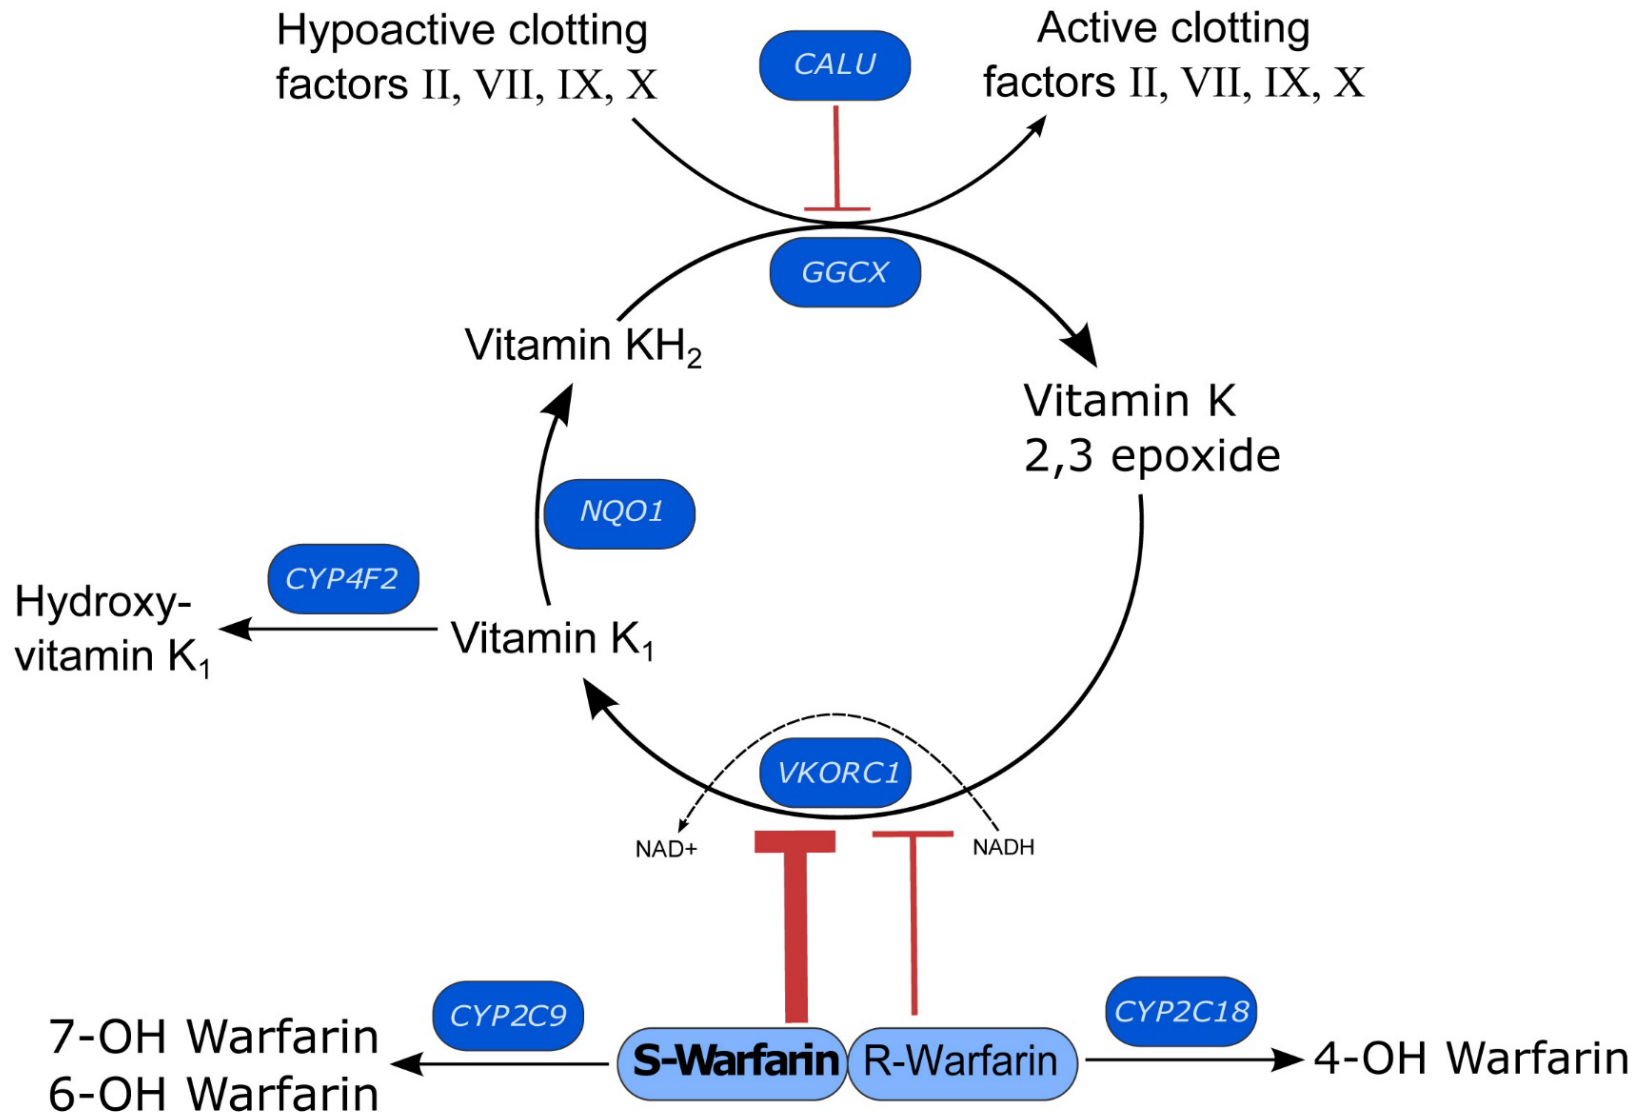 Hypoactive clotting
factors II, VII, IX, X
CALU
Active clotting
factors II, VII, IX, X
GGCX
Vitamin KH₂
Vitamin K
2,3 epoxide
NQO1
CYP4F2
Hydroxy-
vitamin K₁
Vitamin K₁
VKORC1
NAD+
NADH
CYP2C9
7-OH Warfarin
6-OH Warfarin
S-Warfarin
R-Warfarin
CYP2C18
4-OH Warfarin